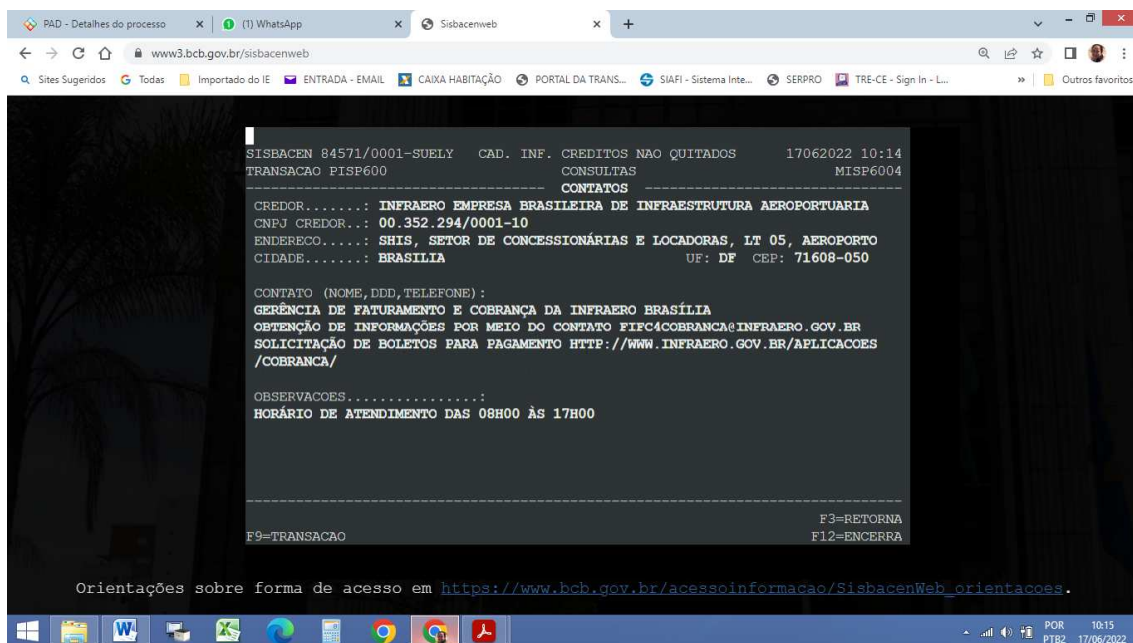 PAD - Detalhes do processo
(1) WhatsApp
Sisbacenweb
www3.bcb.gov.br/sisbacenweb
Sites Sugeridos Todas Importado do IE ENTRADA - EMAIL CAIXA HABITAÇÃO PORTAL DA TRANS... SIAFI - Sistema Inte... SERPRO TRE-CE - Sign In - L... » Outros favoritos
SISBACEN 84571/0001-SUELY CAD. INF. CREDITOS NAO QUITADOS 17062022 10:14
TRANSACAO PISP600 CONSULTAS MISP6004
----------------------------------- CONTATOS ------------------------------
CREDOR.......: INFRAERO EMPRESA BRASILEIRA DE INFRAESTRUTURA AEROPORTUARIA
CNPJ CREDOR..: 00.352.294/0001-10
ENDERECO.....: SHIS, SETOR DE CONCESSIONÁRIAS E LOCADORAS, LT 05, AEROPORTO
CIDADE.......: BRASILIA UF: DF CEP: 71608-050
CONTATO (NOME,DDD,TELEFONE):
GERÊNCIA DE FATURAMENTO E COBRANÇA DA INFRAERO BRASÍLIA
OBTENÇÃO DE INFORMAÇÕES POR MEIO DO CONTATO FIFC4COBRANCA@INFRAERO.GOV.BR
SOLICITAÇÃO DE BOLETOS PARA PAGAMENTO HTTP://WWW.INFRAERO.GOV.BR/APLICACOES
/COBRANCA/
OBSERVACOES................:
HORÁRIO DE ATENDIMENTO DAS 08H00 ÀS 17H00
F3=RETORNA
F9=TRANSACAO F12=ENCERRA
Orientações sobre forma de acesso em https://www.bcb.gov.br/acessoinformacao/SisbacenWeb_orientacoes.
POR 10:15
PTB2 17/06/2022